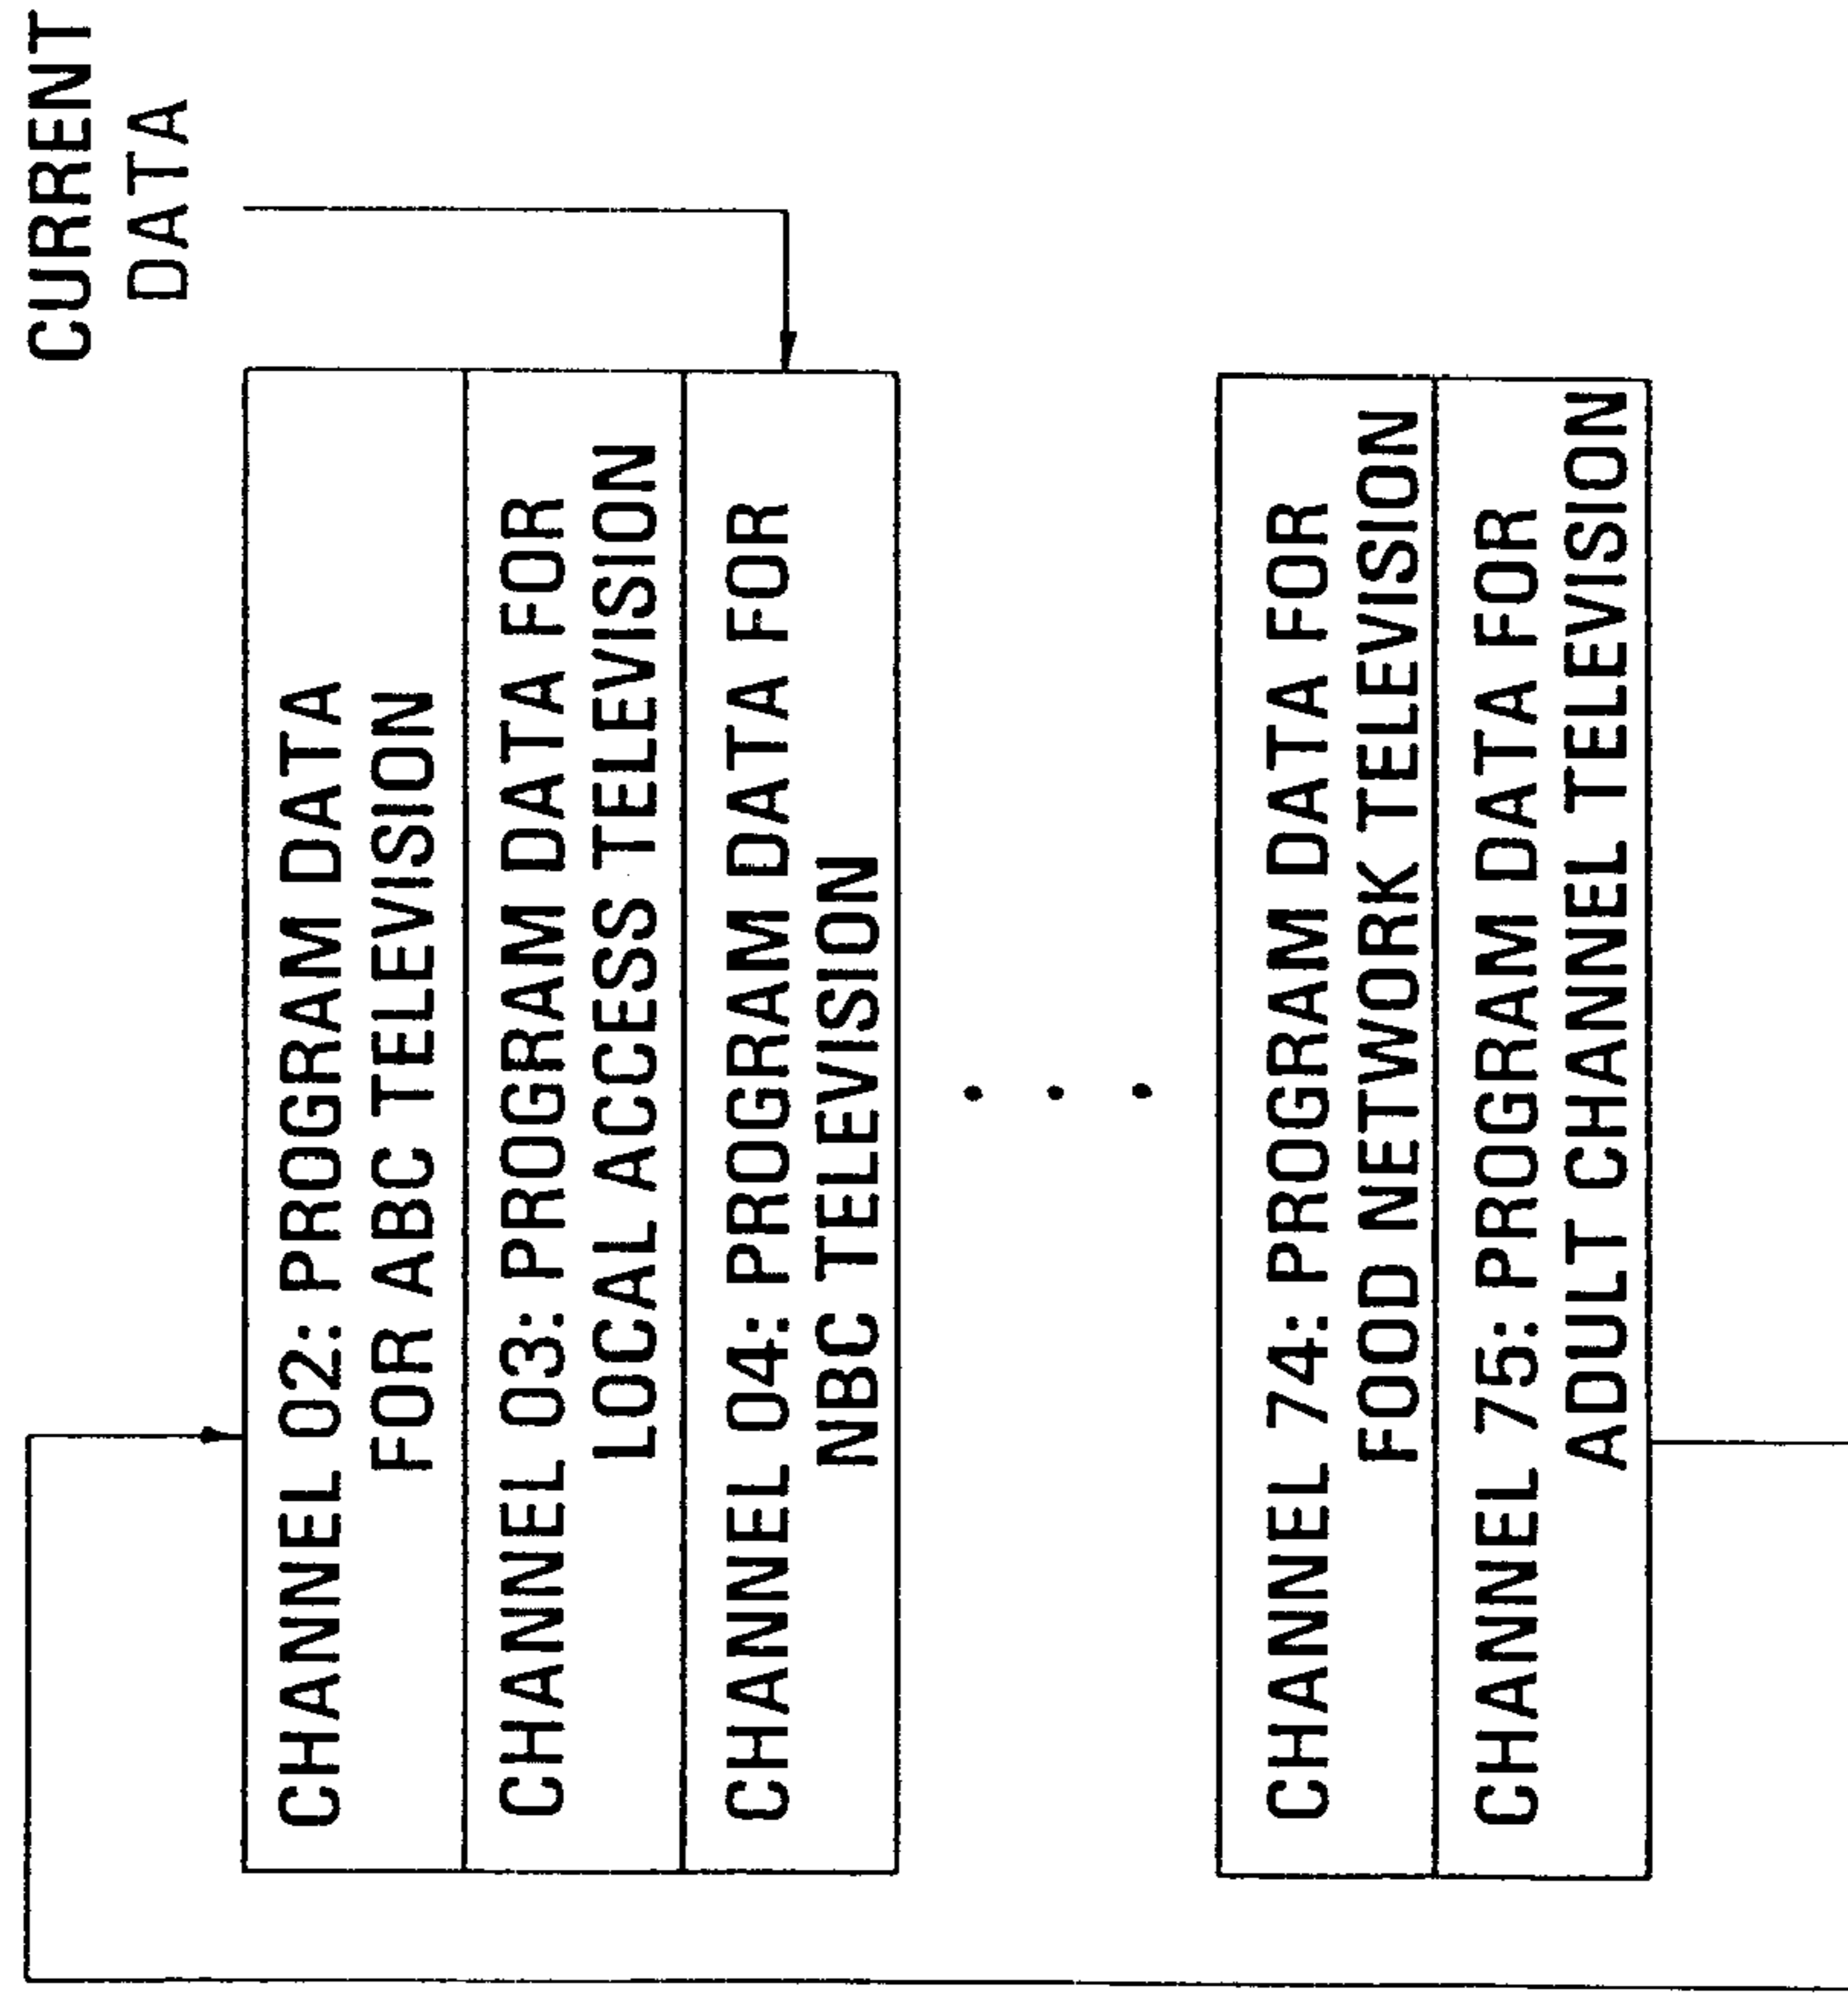 CURRENT
DATA
CHANNEL 02: PROGRAM DATA
FOR ABC TELEVISION
CHANNEL 03: PROGRAM DATA FOR
LOCAL ACCESS TELEVISION
CHANNEL 04: PROGRAM DATA FOR
NBC TELEVISION
CHANNEL 74: PROGRAM DATA FOR
FOOD NETWORK TELEVISION
CHANNEL 75: PROGRAM DATA FOR
ADULT CHANNEL TELEVISION